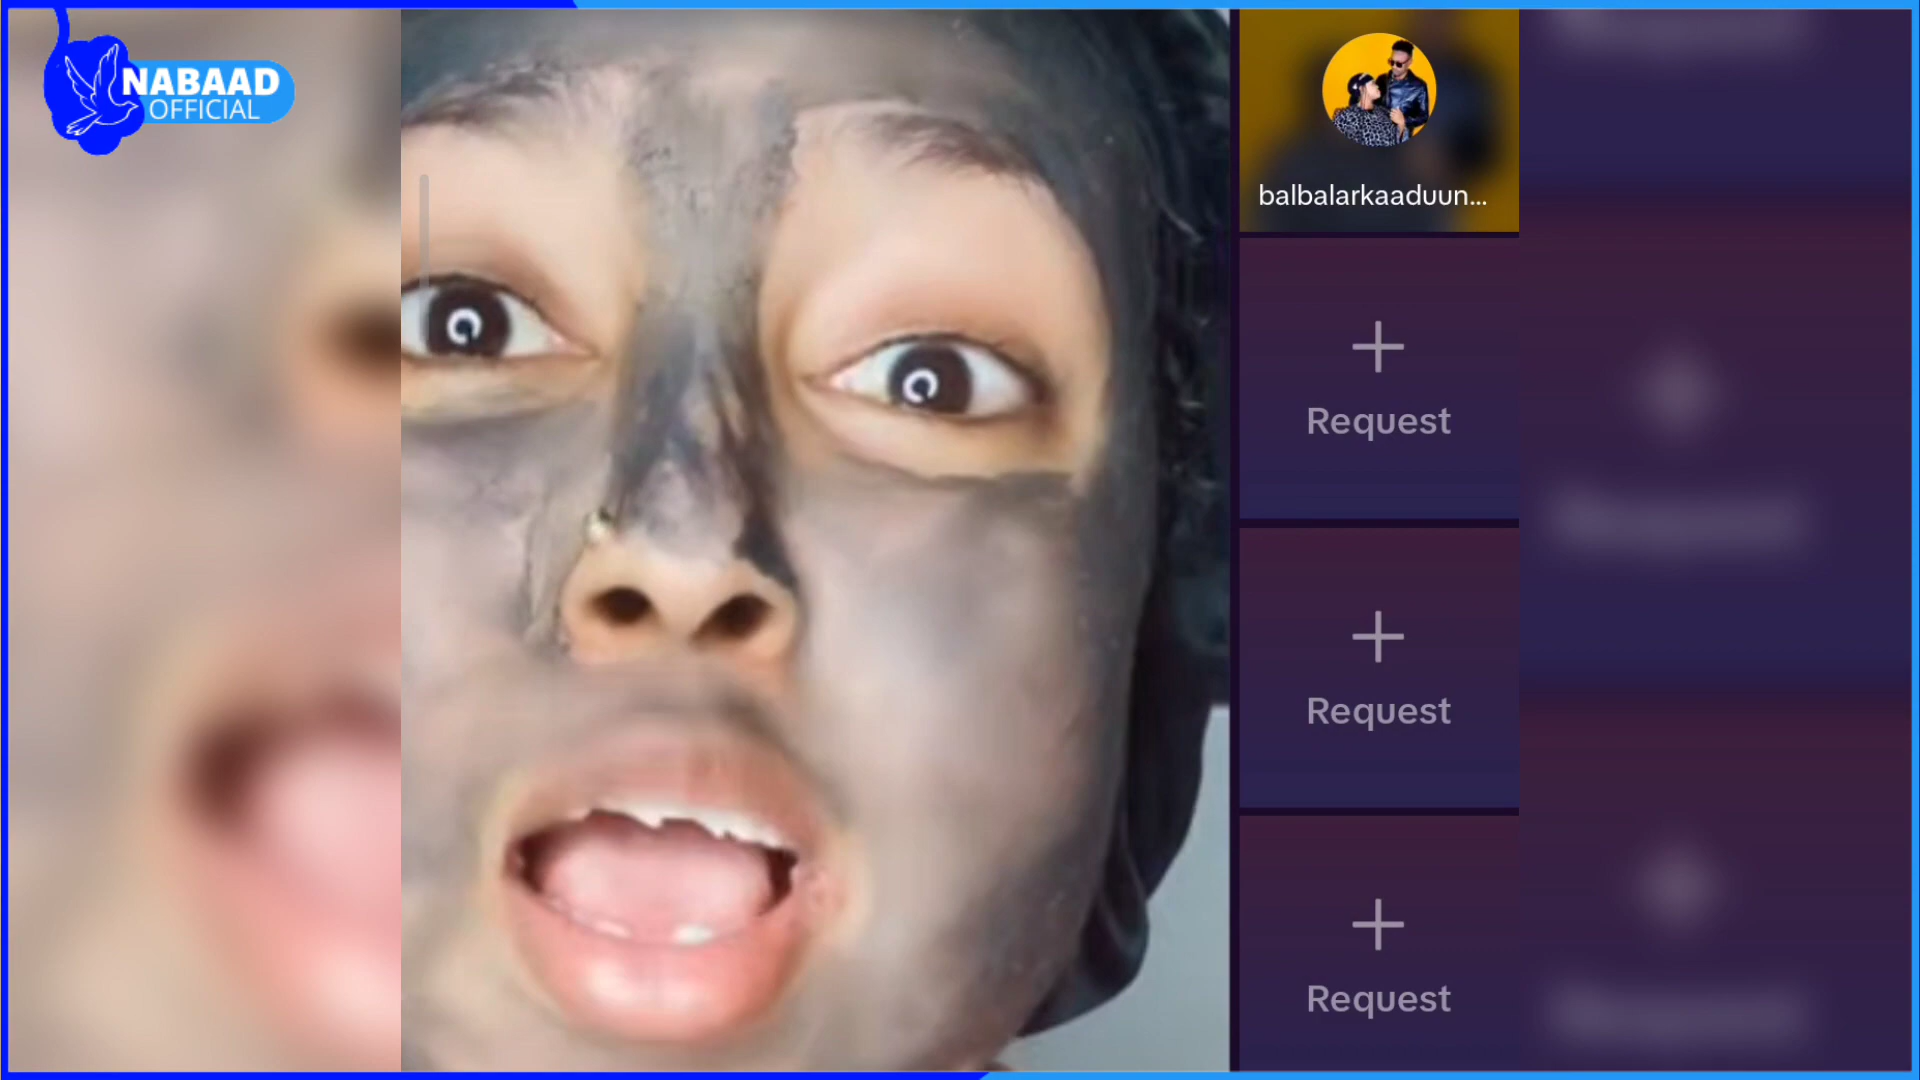 NABAAD
OFFICIAL
balbalarkaaduun...
Request
Request
Request